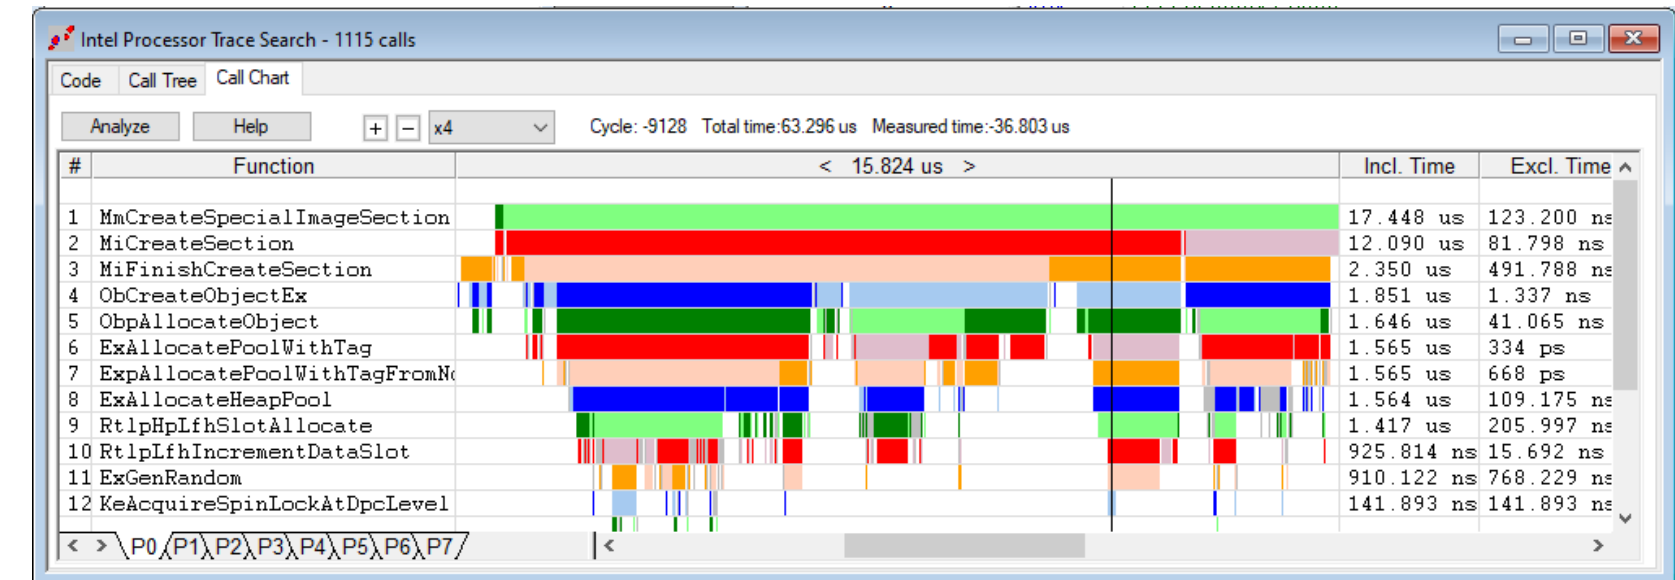 Intel Processor Trace Search - 1115 calls
Code Call Tree Call Chart
Analyze Help + - x4 Cycle: -9128 Total time:63.296 us Measured time:-36.803 us
# Function < 15.824 us > Incl. Time Excl. Time
1 MmCreateSpecialImageSection 17.448 us 123.200 ns
2 MiCreateSection 12.090 us 81.798 ns
3 MiFinishCreateSection 2.350 us 491.788 ns
4 ObCreateObjectEx 1.851 us 1.337 ns
5 ObpAllocateObject 1.646 us 41.065 ns
6 ExAllocatePoolWithTag 1.565 us 334 ps
7 ExpAllocatePoolWithTagFromNo 1.565 us 668 ps
8 ExAllocateHeapPool 1.564 us 109.175 ns
9 RtlpHpLfhSlotAllocate 1.417 us 205.997 ns
10 RtlpLfhIncrementDataSlot 925.814 ns 15.692 ns
11 ExGenRandom 910.122 ns 768.229 ns
12 KeAcquireSpinLockAtDpcLevel 141.893 ns 141.893 ns
< > P0 P1 P2 P3 P4 P5 P6 P7 < >